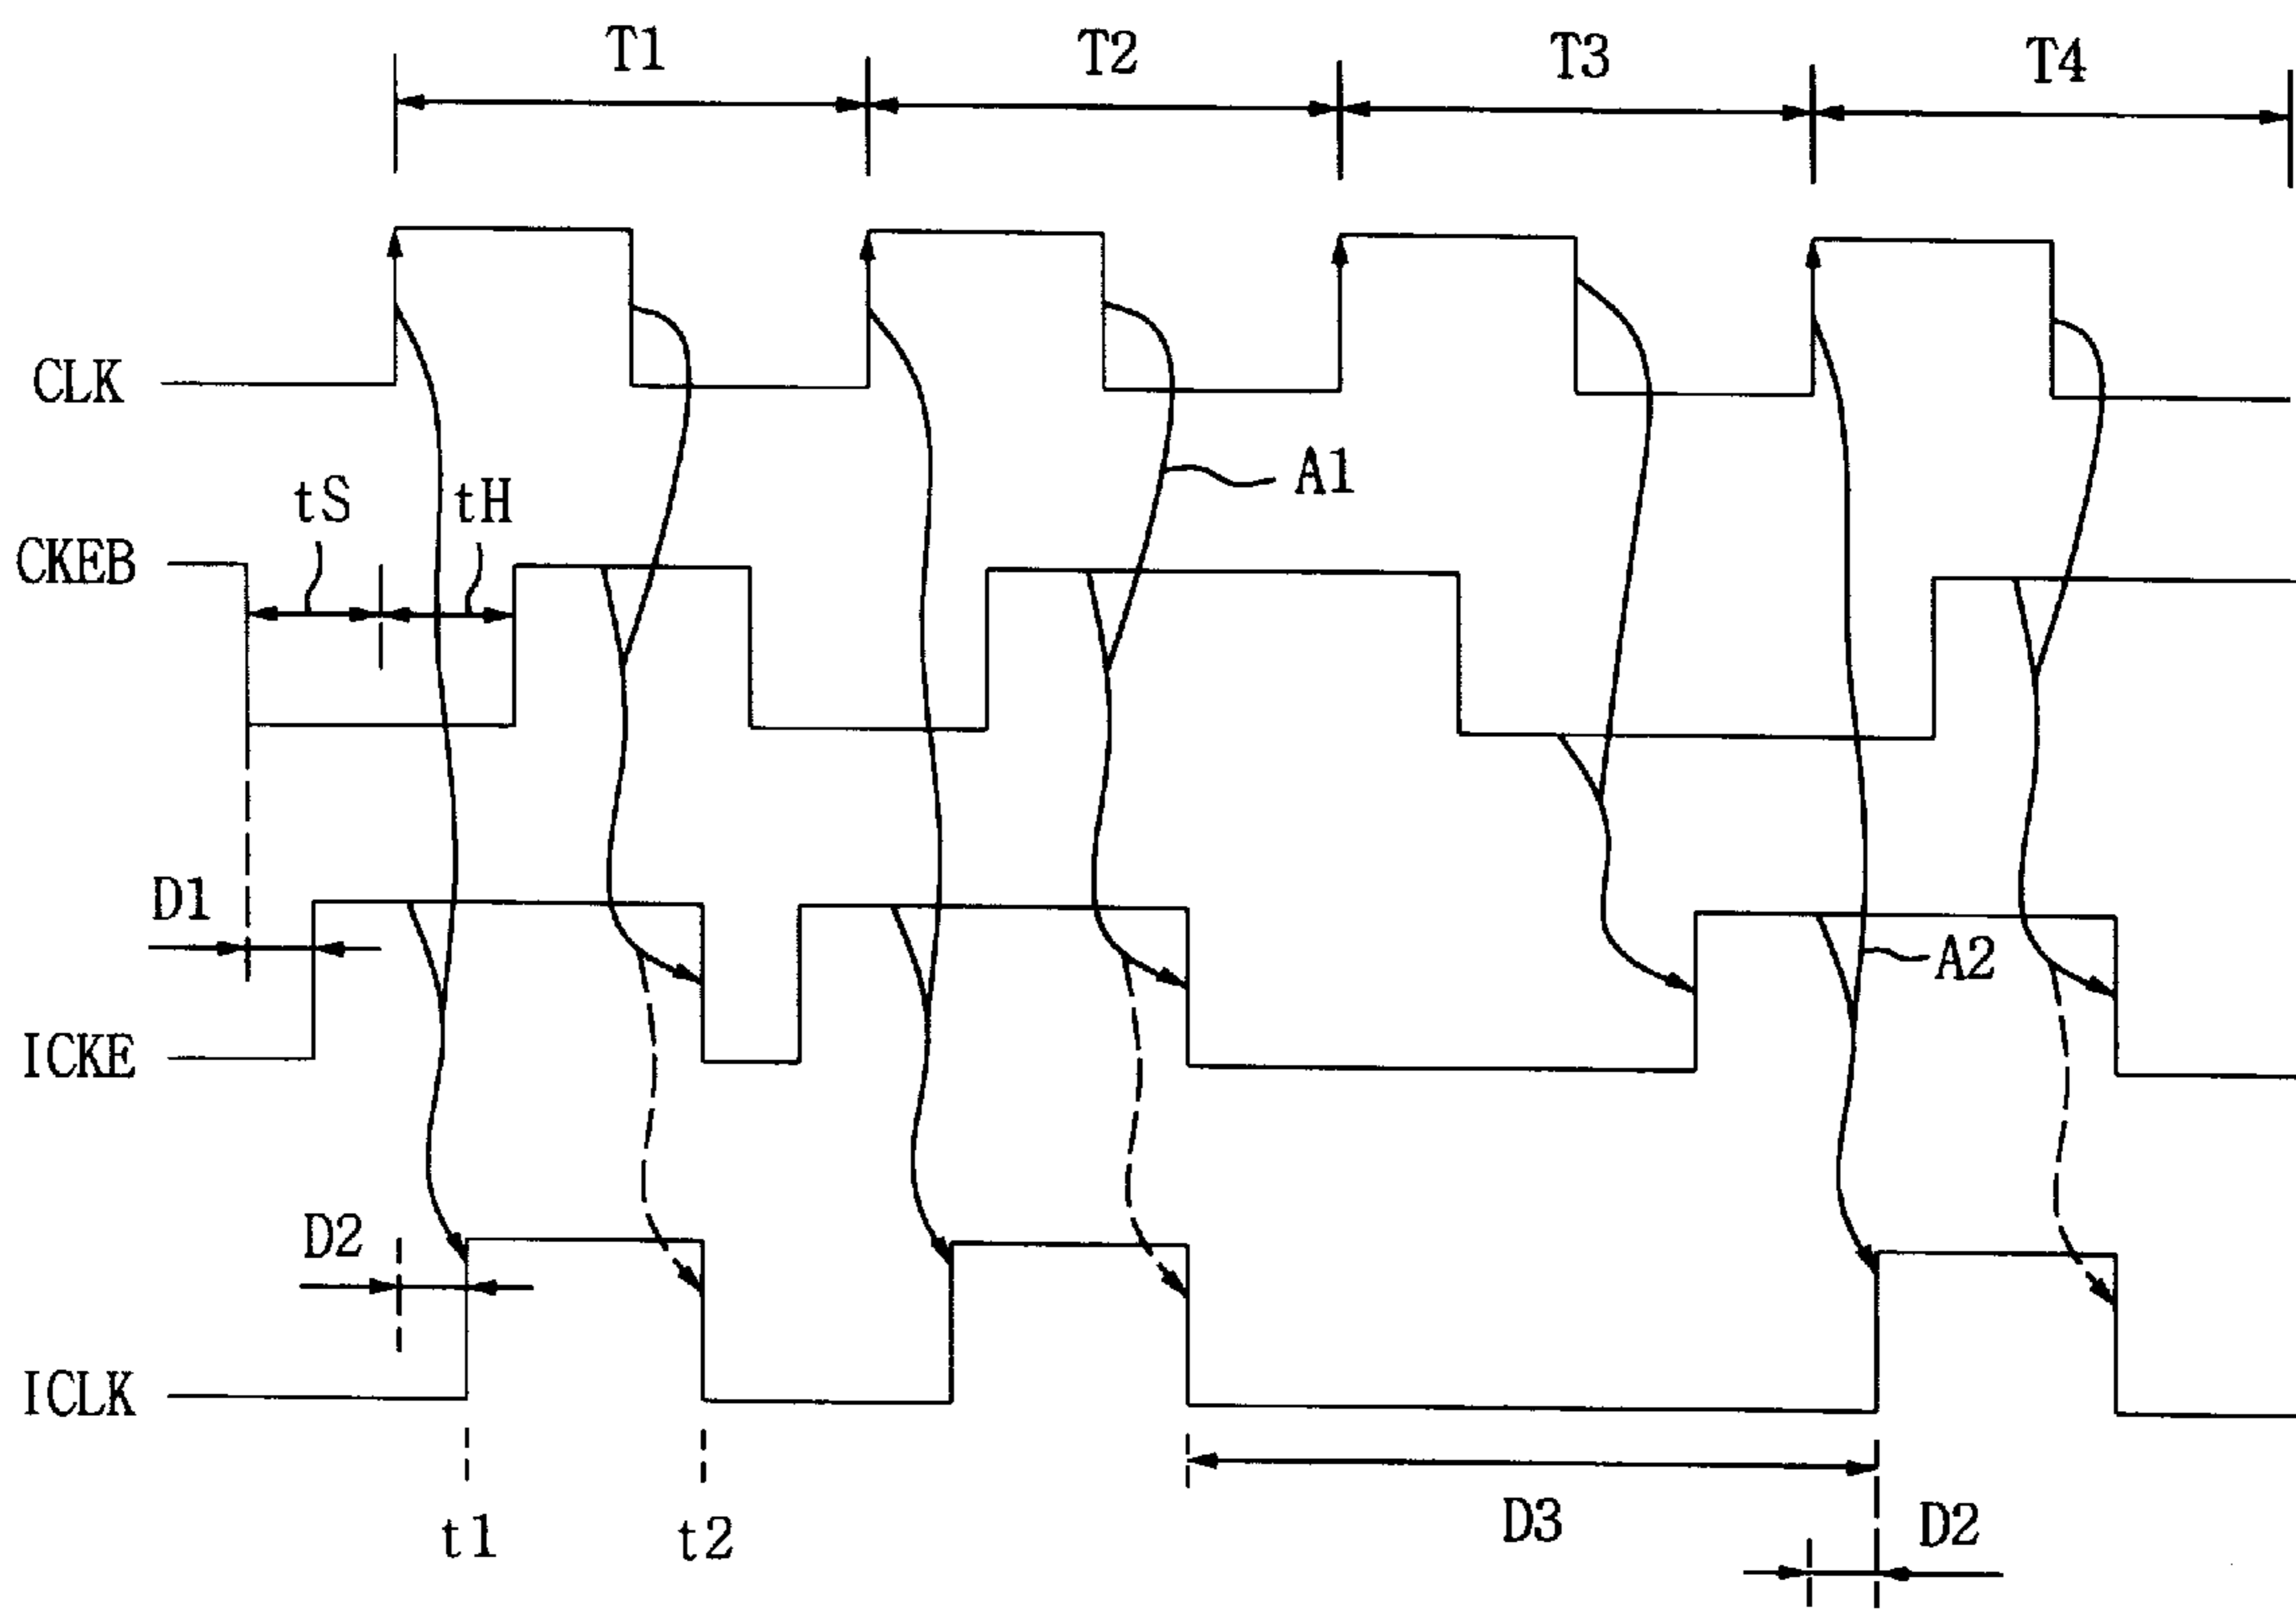 T1 T2 T3 T4
CLK
A1
tS tH
CKEB
D1
A2
ICKE
D2
ICLK
t1 t2 D3 D2